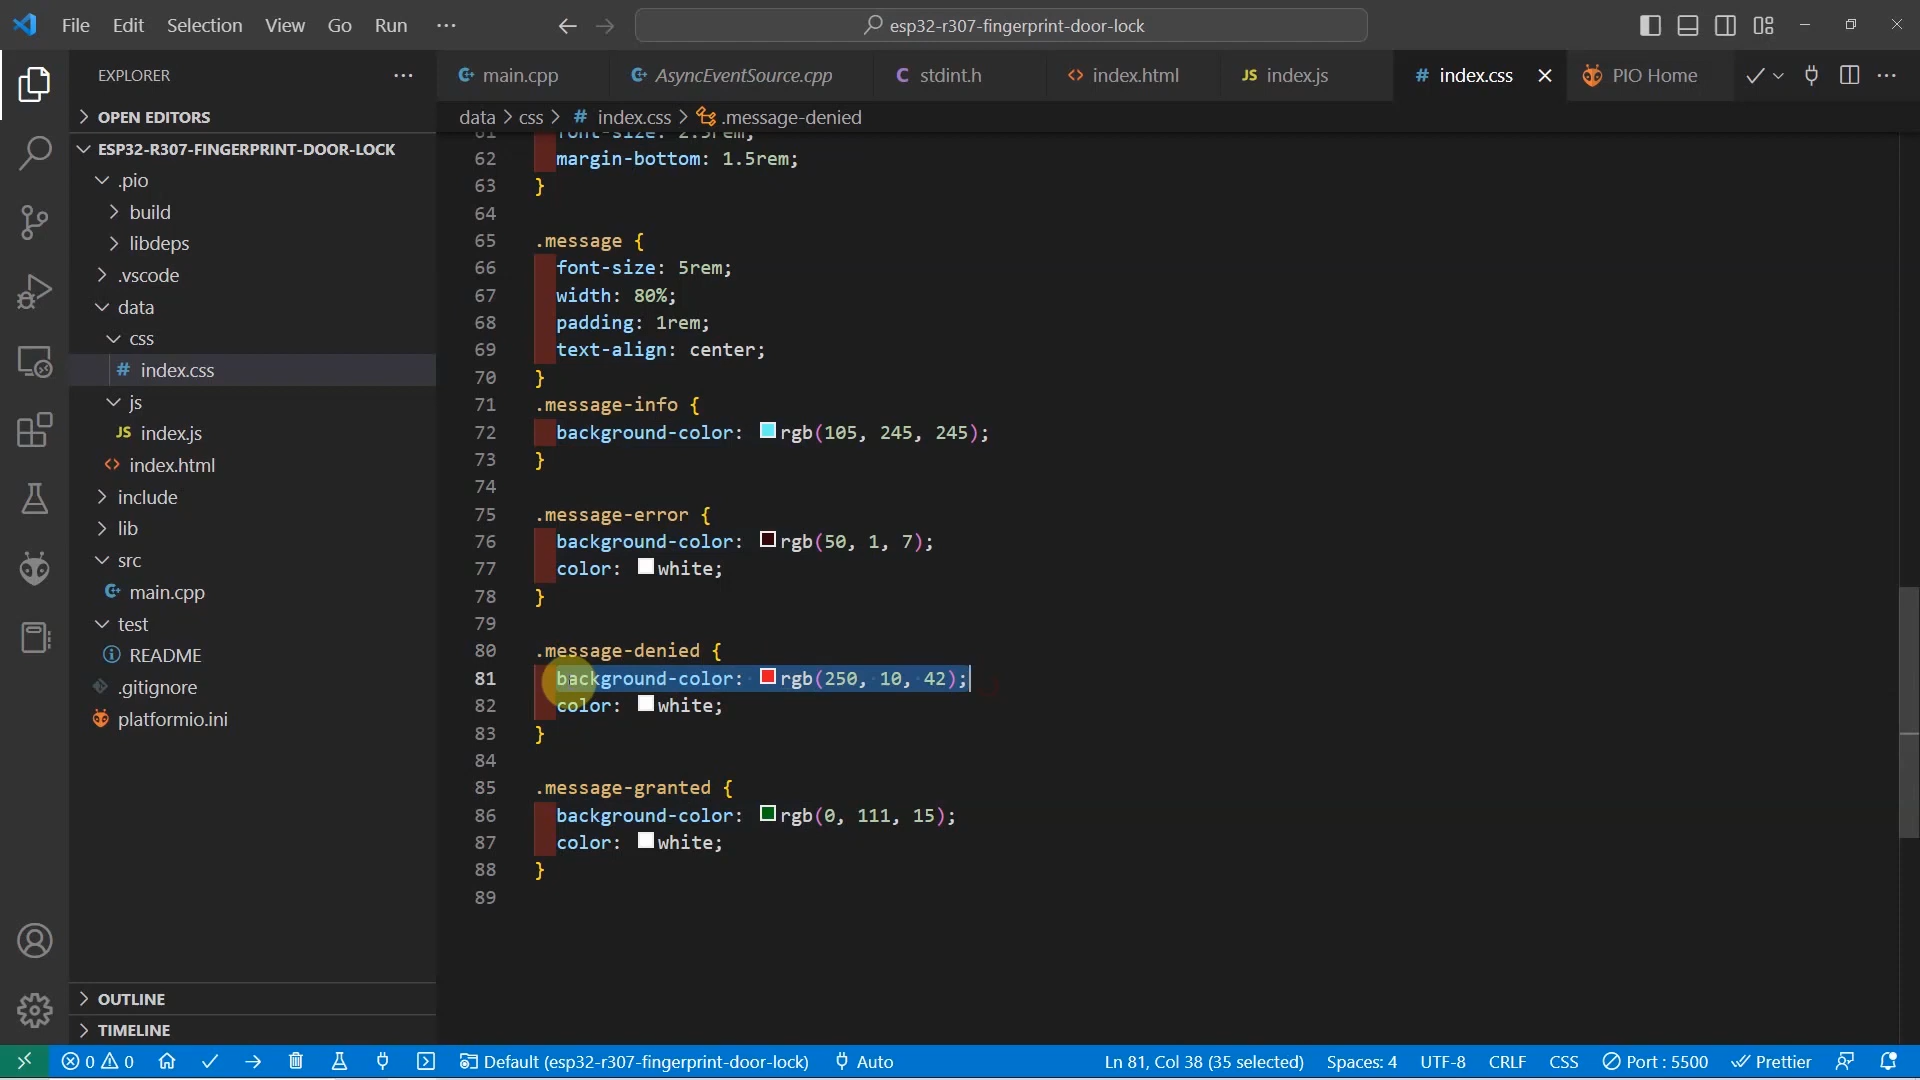 File Edit Selection View Go Run ···
esp32-r307-fingerprint-door-lock
EXPLORER
OPEN EDITORS
ESP32-R307-FINGERPRINT-DOOR-LOCK
.pio
build
libdeps
.vscode
data
css
# index.css
js
JS index.js
<> index.html
include
lib
src
main.cpp
test
README
.gitignore
platformio.ini
OUTLINE
TIMELINE
main.cpp AsyncEventSource.cpp C stdint.h <> index.html JS index.js # index.css PIO Home
data > css > # index.css > .message-denied
61 font-size: 2.5rem;
62 margin-bottom: 1.5rem;
63 }
64
65 .message {
66 font-size: 5rem;
67 width: 80%;
68 padding: 1rem;
69 text-align: center;
70 }
71 .message-info {
72 background-color: rgb(105, 245, 245);
73 }
74
75 .message-error {
76 background-color: rgb(50, 1, 7);
77 color: white;
78 }
79
80 .message-denied {
81 background-color: rgb(250, 10, 42);
82 color: white;
83 }
84
85 .message-granted {
86 background-color: rgb(0, 111, 15);
87 color: white;
88 }
89
0 0 Default (esp32-r307-fingerprint-door-lock) Auto Ln 81, Col 38 (35 selected) Spaces: 4 UTF-8 CRLF CSS Port : 5500 Prettier